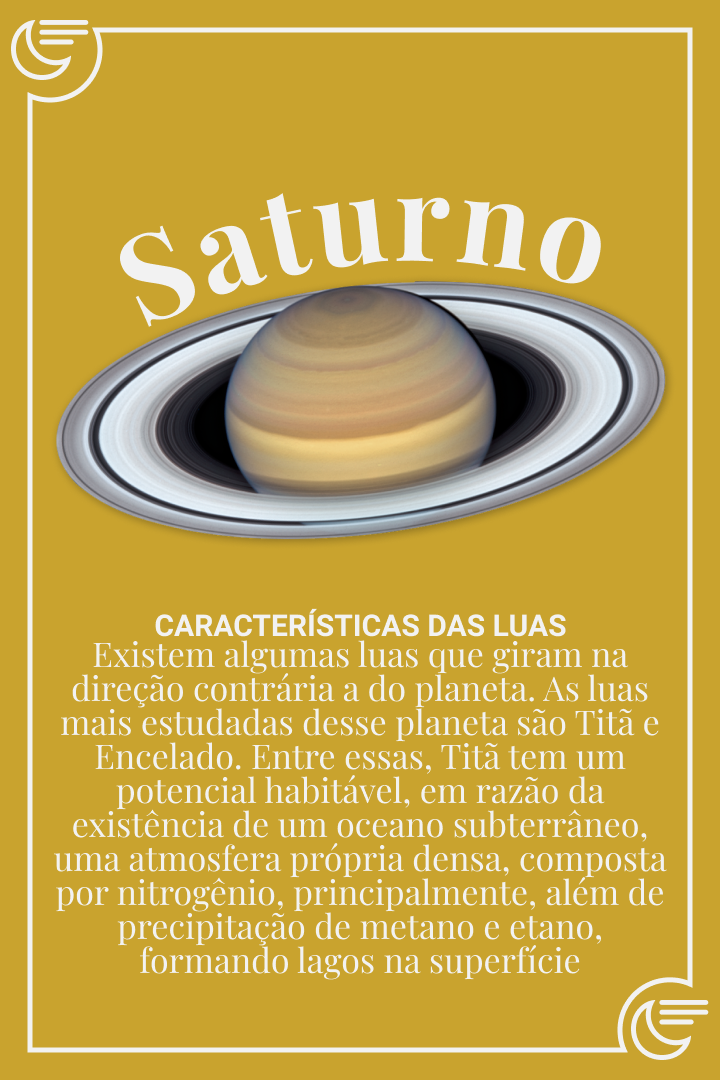 Saturno
CARACTERÍSTICAS DAS LUAS
Existem algumas luas que giram na
direção contrária a do planeta. As luas
mais estudadas desse planeta são Titã e
Encelado. Entre essas, Titã tem um
potencial habitável, em razão da
existência de um oceano subterrâneo,
uma atmosfera própria densa, composta
por nitrogênio, principalmente, além de
precipitação de metano e etano,
formando lagos na superfície